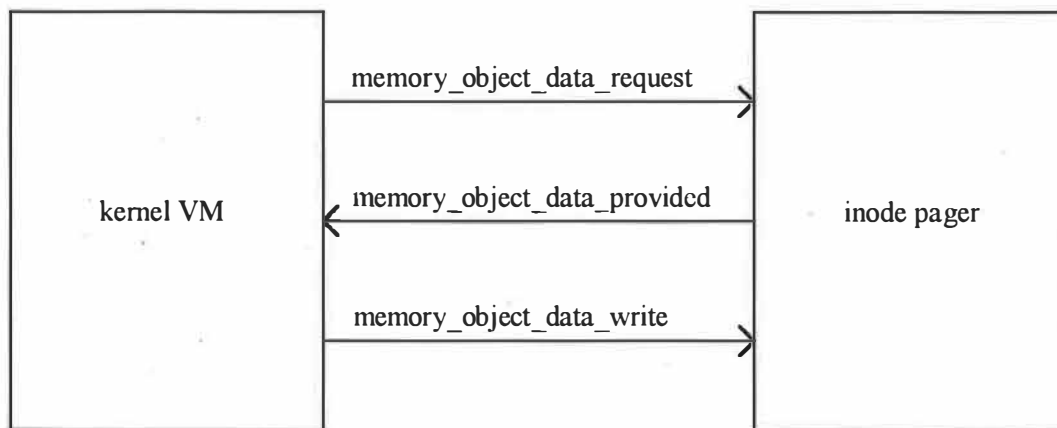 memory_object_data_request
kernel VM
memory_object_data_provided
inode pager
memory_object_data_write